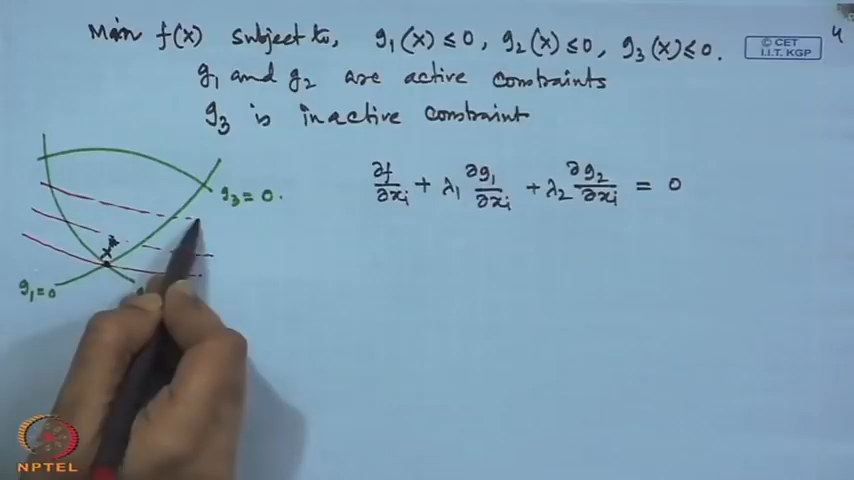 Main f(x) subject to, g₁(x) ≤ 0, g₂(x) ≤ 0, g₃(x) ≤ 0.
© CET
I.I.T. KGP
4
g₁ and g₂ are active constraints
g₃ is inactive constraint
∂f/∂xᵢ + λ₁ ∂g₁/∂xᵢ + λ₂ ∂g₂/∂xᵢ = 0
g₃ = 0.
x*
g₁ = 0
NPTEL